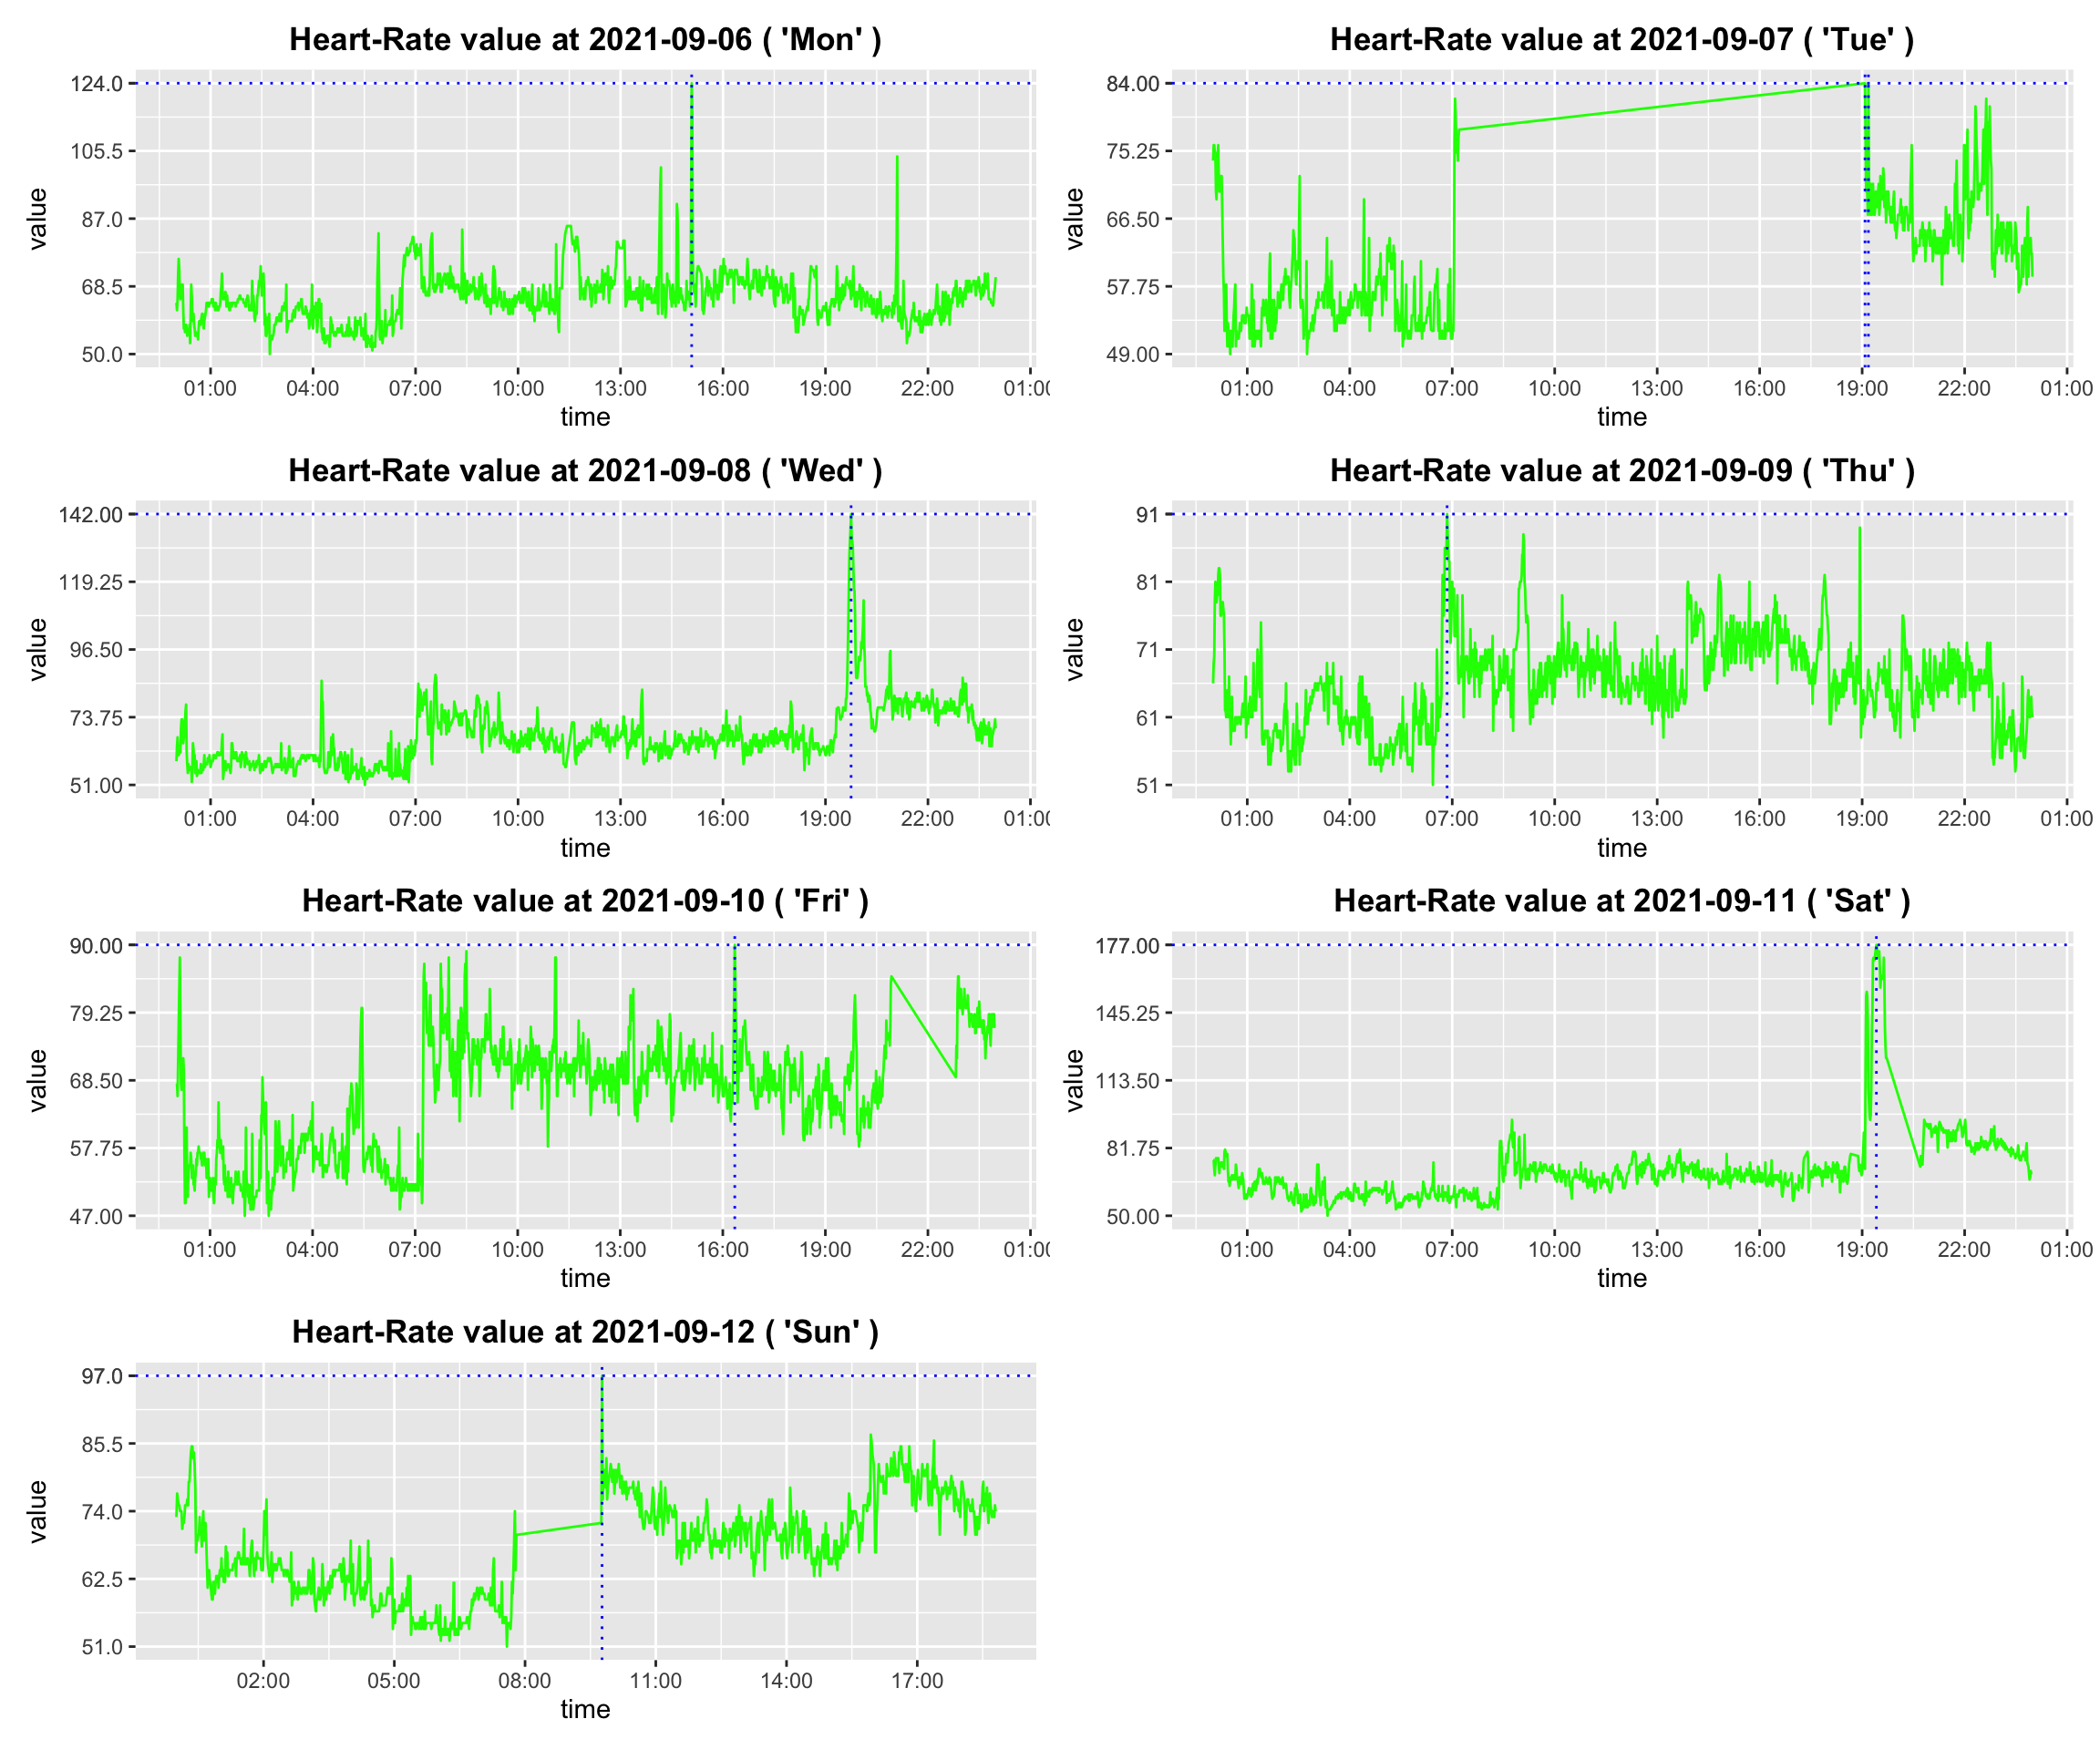 Heart-Rate value at 2021-09-06 ( 'Mon' )
124.0
105.5
87.0
68.5
50.0
value
01:00 04:00 07:00 10:00 13:00 16:00 19:00 22:00 01:00
time
Heart-Rate value at 2021-09-07 ( 'Tue' )
84.00
75.25
66.50
57.75
49.00
value
01:00 04:00 07:00 10:00 13:00 16:00 19:00 22:00 01:00
time
Heart-Rate value at 2021-09-08 ( 'Wed' )
142.00
119.25
96.50
73.75
51.00
value
01:00 04:00 07:00 10:00 13:00 16:00 19:00 22:00 01:00
time
Heart-Rate value at 2021-09-09 ( 'Thu' )
91
81
71
61
51
value
01:00 04:00 07:00 10:00 13:00 16:00 19:00 22:00 01:00
time
Heart-Rate value at 2021-09-10 ( 'Fri' )
90.00
79.25
68.50
57.75
47.00
value
01:00 04:00 07:00 10:00 13:00 16:00 19:00 22:00 01:00
time
Heart-Rate value at 2021-09-11 ( 'Sat' )
177.00
145.25
113.50
81.75
50.00
value
01:00 04:00 07:00 10:00 13:00 16:00 19:00 22:00 01:00
time
Heart-Rate value at 2021-09-12 ( 'Sun' )
97.0
85.5
74.0
62.5
51.0
value
02:00 05:00 08:00 11:00 14:00 17:00
time